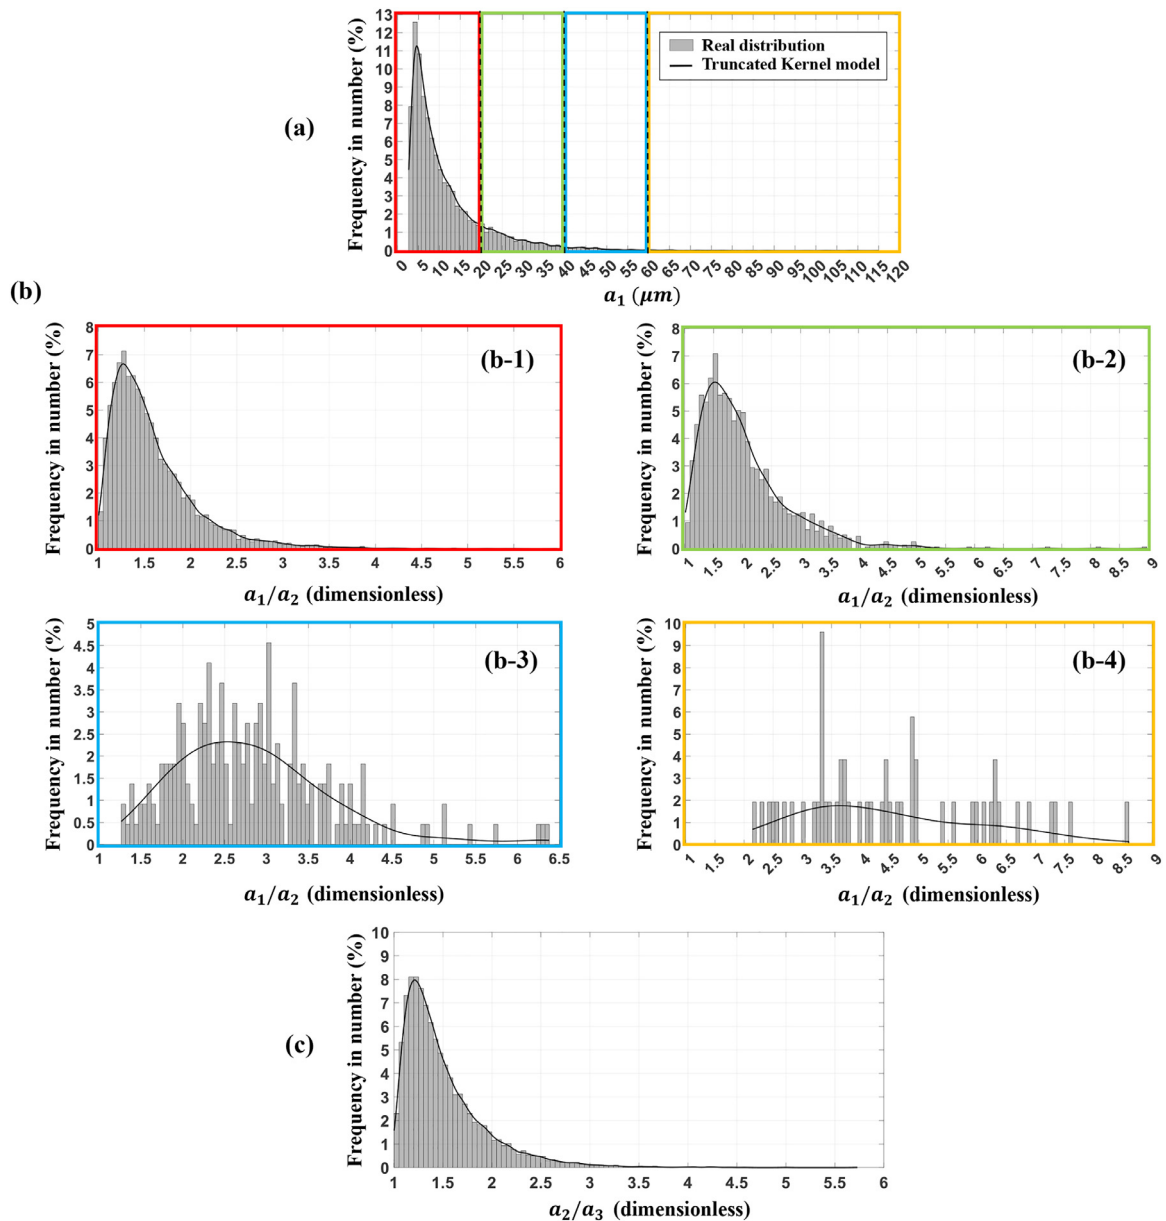 (a)
Frequency in number (%)
13
12
11
10
9
8
7
6
5
4
3
2
1
0
Real distribution
Truncated Kernel model
0 5 10 15 20 25 30 35 40 45 50 55 60 65 70 75 80 85 90 95 100 105 110 115 120
a₁ (μm)
(b)
(b-1)
Frequency in number (%)
8
7
6
5
4
3
2
1
0
1 1.5 2 2.5 3 3.5 4 4.5 5 5.5 6
a₁/a₂ (dimensionless)
(b-2)
Frequency in number (%)
8
7
6
5
4
3
2
1
0
1 1.5 2 2.5 3 3.5 4 4.5 5 5.5 6 6.5 7 7.5 8 8.5 9
a₁/a₂ (dimensionless)
(b-3)
Frequency in number (%)
5
4.5
4
3.5
3
2.5
2
1.5
1
0.5
0
1 1.5 2 2.5 3 3.5 4 4.5 5 5.5 6 6.5
a₁/a₂ (dimensionless)
(b-4)
Frequency in number (%)
10
9
8
7
6
5
4
3
2
1
0
1 1.5 2 2.5 3 3.5 4 4.5 5 5.5 6 6.5 7 7.5 8 8.5 9
a₁/a₂ (dimensionless)
(c)
Frequency in number (%)
10
9
8
7
6
5
4
3
2
1
0
1 1.5 2 2.5 3 3.5 4 4.5 5 5.5 6
a₂/a₃ (dimensionless)